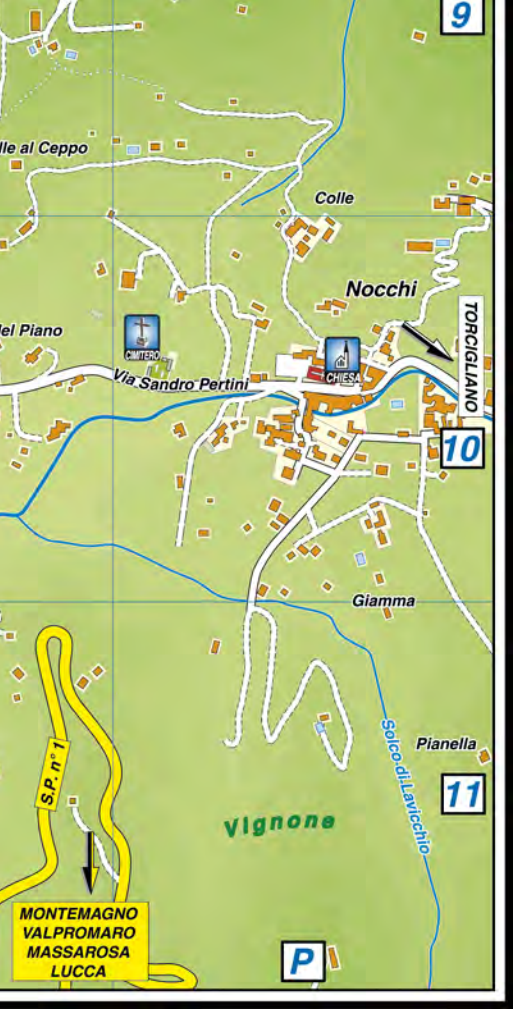 9
lle al Ceppo
Colle
Nocchi
TORCIGLIANO
el Piano
CIMITERO
CHIESA
Via Sandro Pertini
10
Giamma
S.P. n° 1
Solco di Lavicchio
Pianella
11
Vignone
MONTEMAGNO
VALPROMARO
MASSAROSA
LUCCA
P